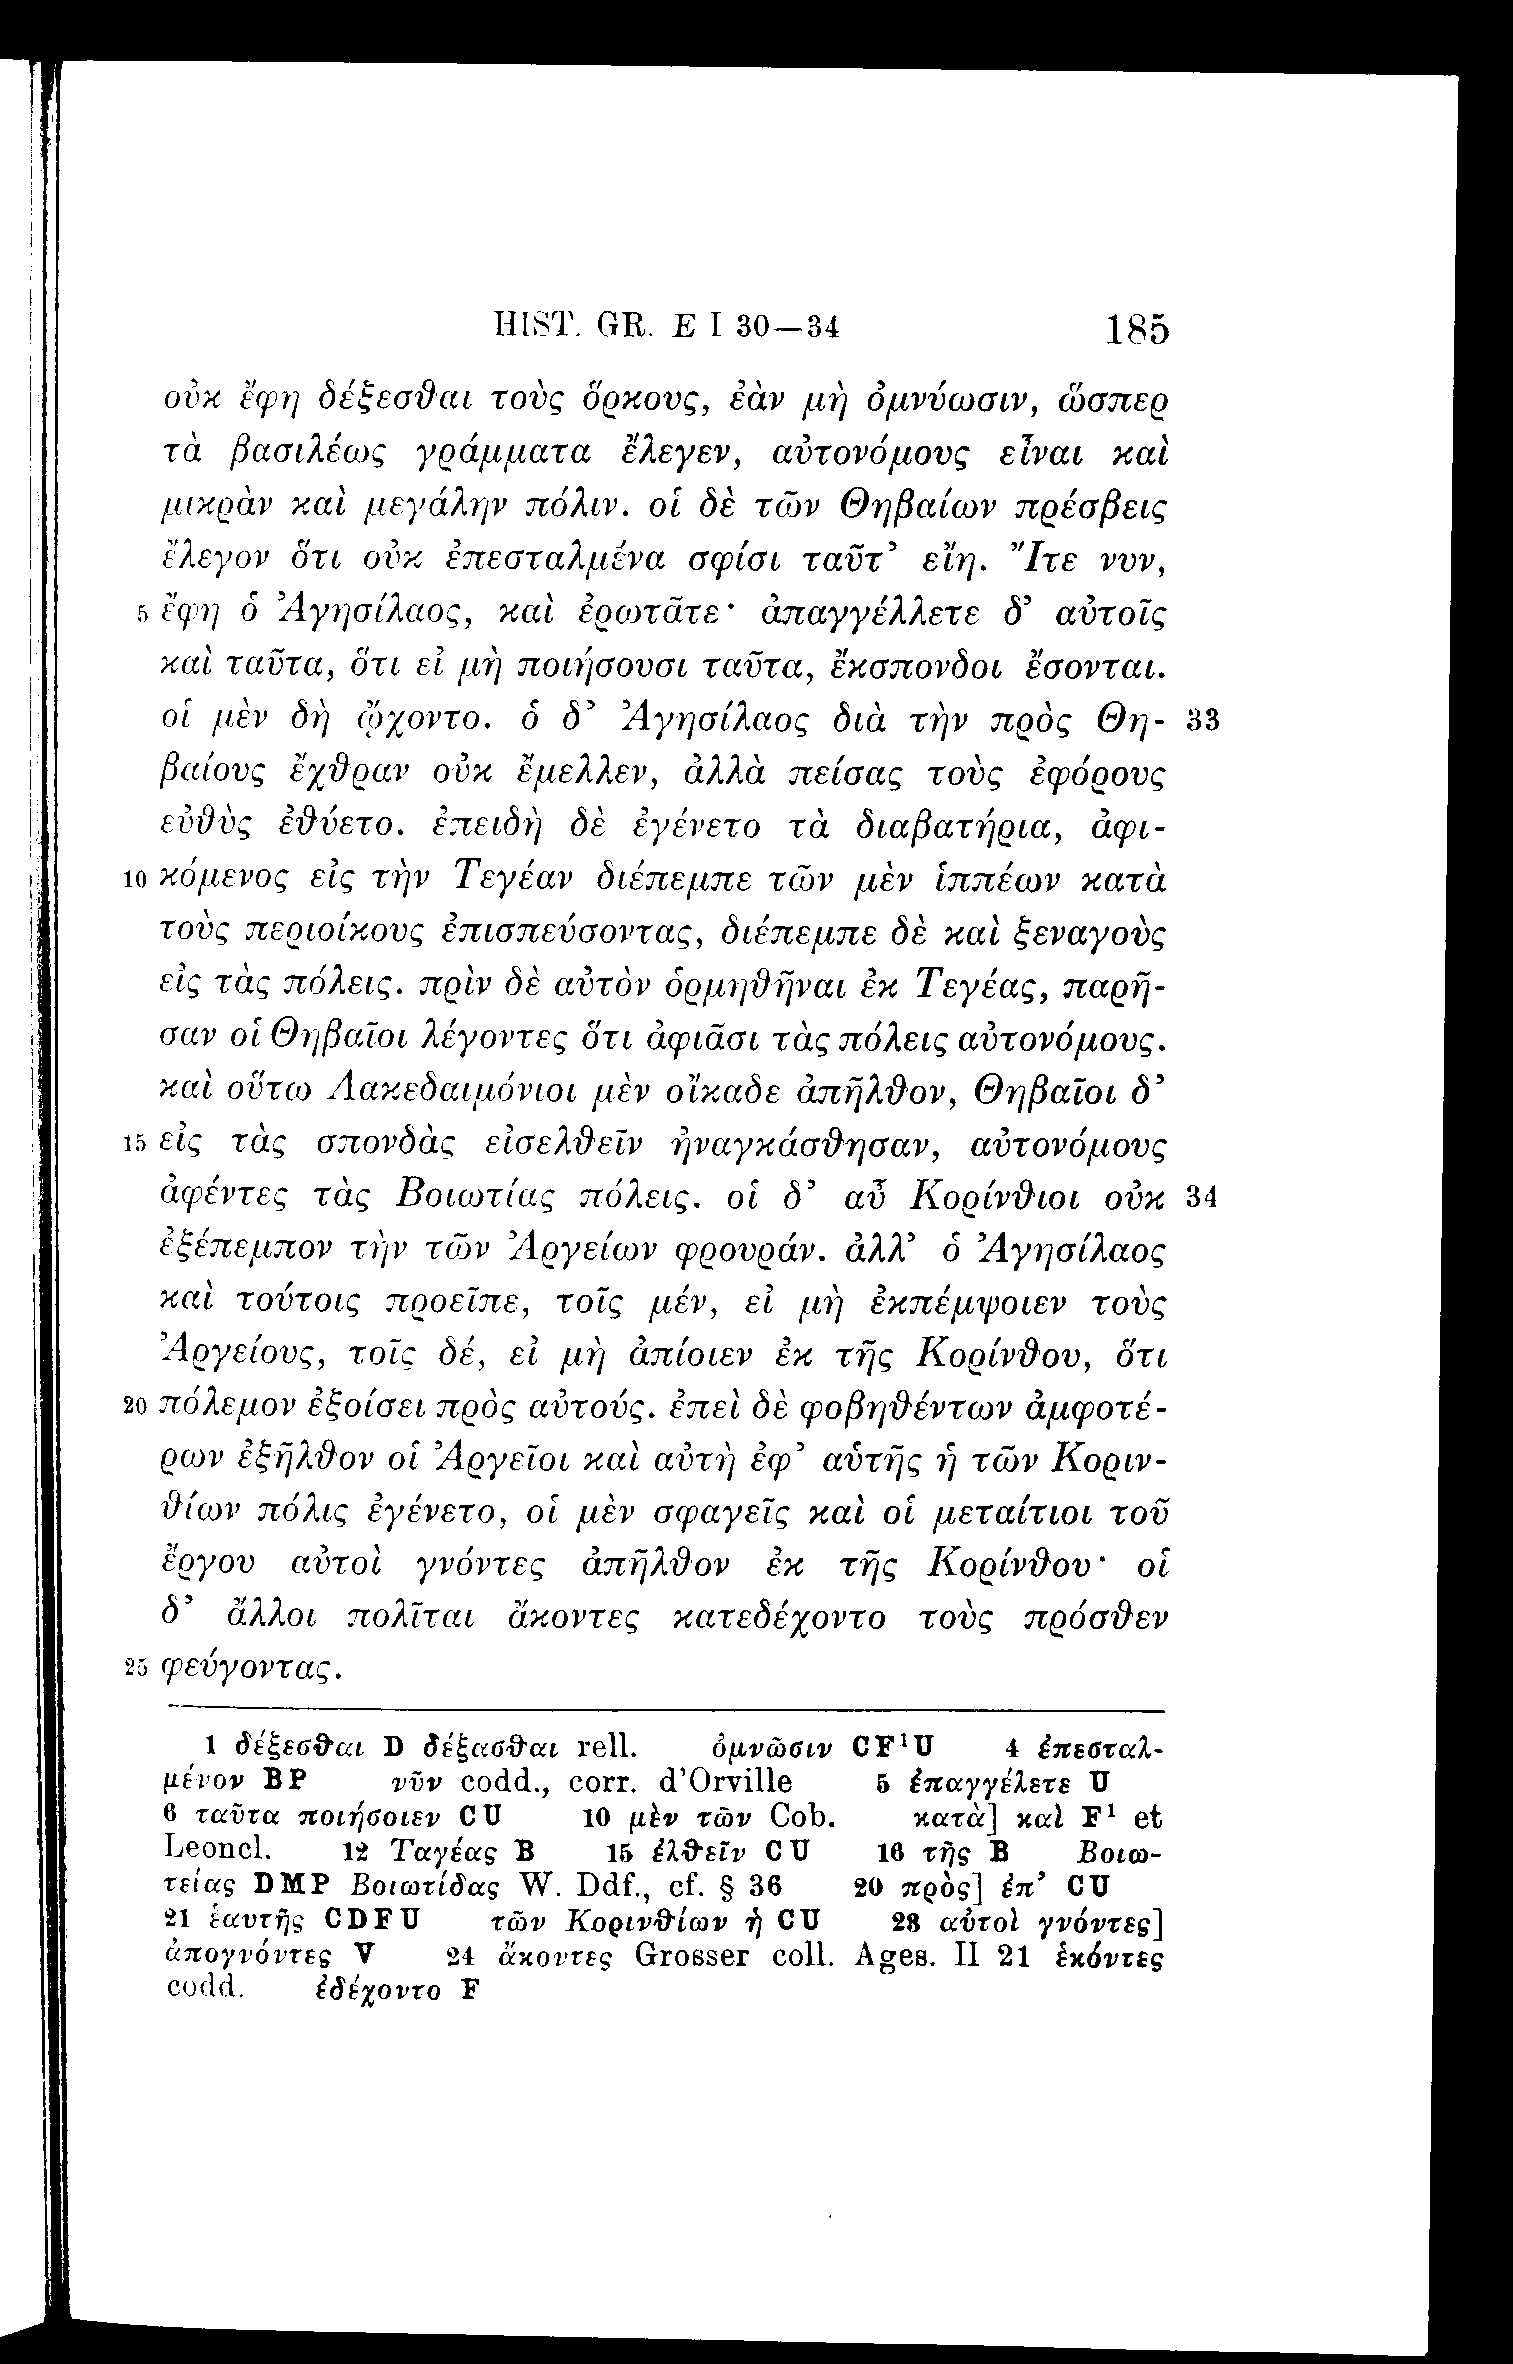 HIST. GR. E I 30—34 185
οὐκ ἔφη δέξεσθαι τοὺς ὅρκους, ἐὰν μὴ ὀμνύωσιν, ὥσπερ
τὰ βασιλέως γράμματα ἔλεγεν, αὐτονόμους εἶναι καὶ
μικρὰν καὶ μεγάλην πόλιν. οἱ δὲ τῶν Θηβαίων πρέσβεις
ἔλεγον ὅτι οὐκ ἐπεσταλμένα σφίσι ταῦτ’ εἴη. Ἴτε νυν,
5 ἔφη ὁ Ἀγησίλαος, καὶ ἐρωτᾶτε· ἀπαγγέλλετε δ’ αὐτοῖς
καὶ ταῦτα, ὅτι εἰ μὴ ποιήσουσι ταῦτα, ἔκσπονδοι ἔσονται.
οἱ μὲν δὴ ᾤχοντο. ὁ δ’ Ἀγησίλαος διὰ τὴν πρὸς Θη- 33
βαίους ἔχθραν οὐκ ἔμελλεν, ἀλλὰ πείσας τοὺς ἐφόρους
εὐθὺς ἐθύετο. ἐπειδὴ δὲ ἐγένετο τὰ διαβατήρια, ἀφι-
10 κόμενος εἰς τὴν Τεγέαν διέπεμπε τῶν μὲν ἱππέων κατὰ
τοὺς περιοίκους ἐπισπεύσοντας, διέπεμπε δὲ καὶ ξεναγοὺς
εἰς τὰς πόλεις. πρὶν δὲ αὐτὸν ὁρμηθῆναι ἐκ Τεγέας, παρῆ-
σαν οἱ Θηβαῖοι λέγοντες ὅτι ἀφιᾶσι τὰς πόλεις αὐτονόμους.
καὶ οὕτω Λακεδαιμόνιοι μὲν οἴκαδε ἀπῆλθον, Θηβαῖοι δ’
15 εἰς τὰς σπονδὰς εἰσελθεῖν ἠναγκάσθησαν, αὐτονόμους
ἀφέντες τὰς Βοιωτίας πόλεις. οἱ δ’ αὖ Κορίνθιοι οὐκ 34
ἐξέπεμπον τὴν τῶν Ἀργείων φρουράν. ἀλλ’ ὁ Ἀγησίλαος
καὶ τούτοις προεῖπε, τοῖς μέν, εἰ μὴ ἐκπέμψοιεν τοὺς
Ἀργείους, τοῖς δέ, εἰ μὴ ἀπίοιεν ἐκ τῆς Κορίνθου, ὅτι
20 πόλεμον ἐξοίσει πρὸς αὐτούς. ἐπεὶ δὲ φοβηθέντων ἀμφοτέ-
ρων ἐξῆλθον οἱ Ἀργεῖοι καὶ αὐτὴ ἐφ’ αὑτῆς ἡ τῶν Κοριν-
θίων πόλις ἐγένετο, οἱ μὲν σφαγεῖς καὶ οἱ μεταίτιοι τοῦ
ἔργου αὐτοὶ γνόντες ἀπῆλθον ἐκ τῆς Κορίνθου· οἱ
δ’ ἄλλοι πολῖται ἄκοντες κατεδέχοντο τοὺς πρόσθεν
25 φεύγοντας.
1 δέξεσθαι D δέξασθαι rell. ὀμνῶσιν CF¹U 4 ἐπεσταλ-
μένον BP νῦν codd., corr. d’Orville 5 ἐπαγγέλετε U
6 ταῦτα ποιήσοιεν CU 10 μὲν τῶν Cob. κατὰ] καὶ F¹ et
Leoncl. 12 Ταγέας B 15 ἐλθεῖν CU 16 τῆς B Βοιω-
τείας DMP Βοιωτίδας W. Ddf., cf. § 36 20 πρὸς] ἐπ’ CU
21 ἑαυτῆς CDFU τῶν Κορινθίων ἡ CU 23 αὐτοὶ γνόντες]
ἀπογνόντες V 24 ἄκοντες Grosser coll. Ages. II 21 ἑκόντες
codd. ἐδέχοντο F